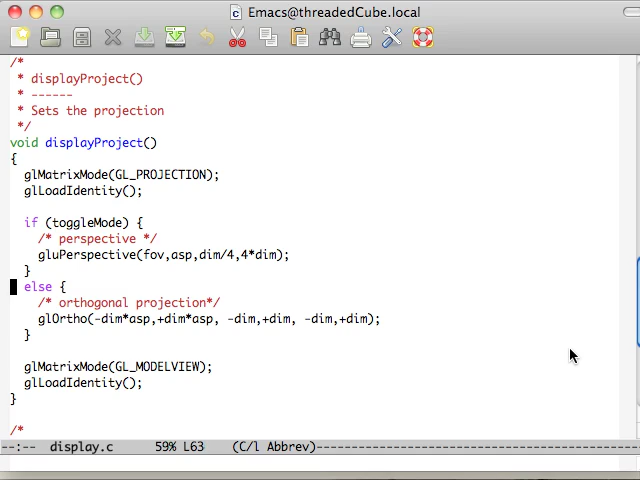 Emacs@threadedCube.local
/*
 * displayProject()
 * ------
 * Sets the projection
 */
void displayProject()
{
  glMatrixMode(GL_PROJECTION);
  glLoadIdentity();

  if (toggleMode) {
    /* perspective */
    gluPerspective(fov,asp,dim/4,4*dim);
  }
  else {
    /* orthogonal projection*/
    glOrtho(-dim*asp,+dim*asp, -dim,+dim, -dim,+dim);
  }

  glMatrixMode(GL_MODELVIEW);
  glLoadIdentity();
}

/*
--:-- display.c 59% L63 (C/l Abbrev)------------------------------------------